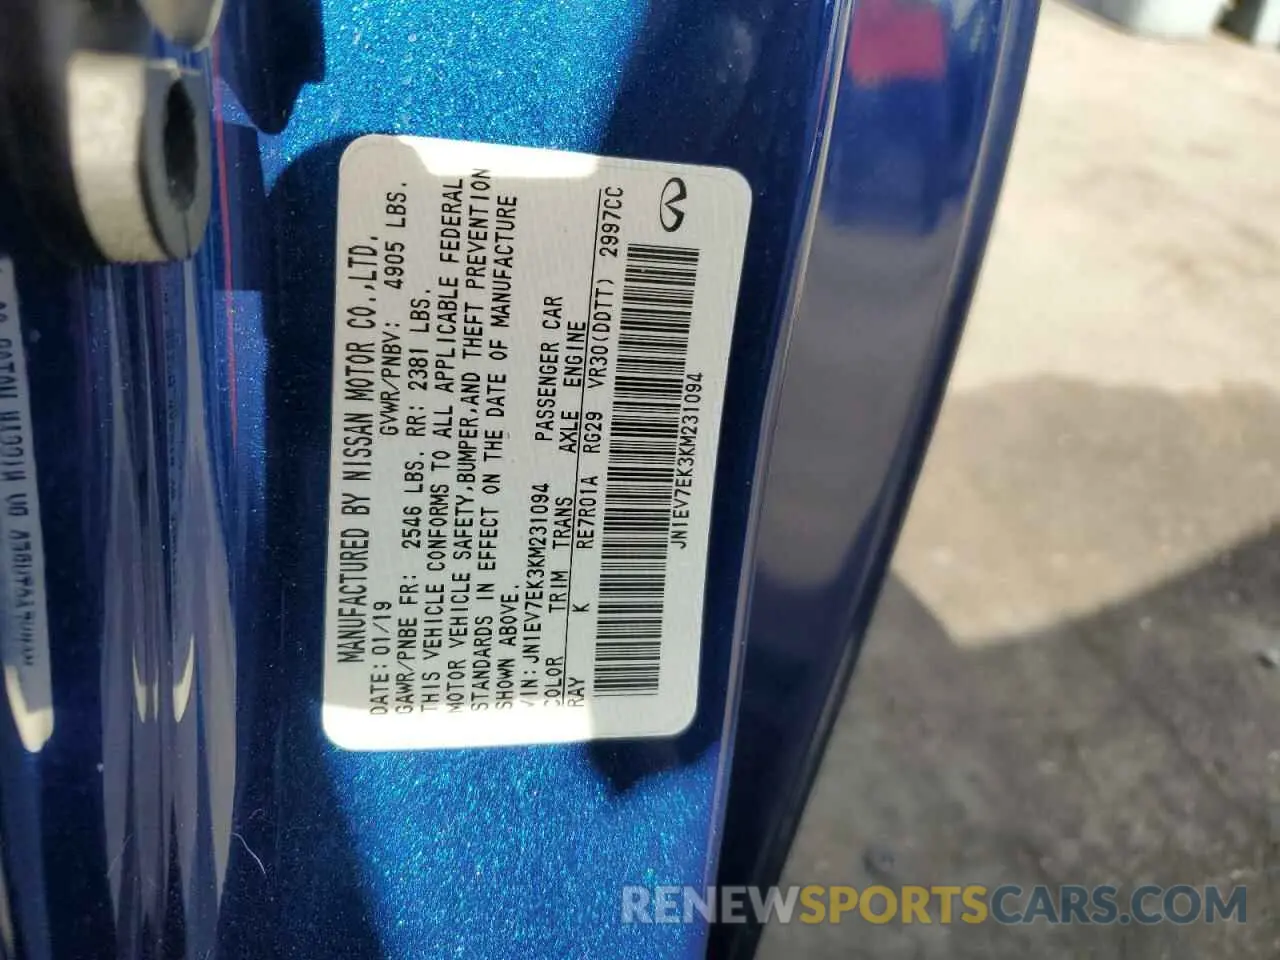 MANUFACTURED BY NISSAN MOTOR CO.,LTD.
DATE:01/19 GVWR/PNBV: 4905 LBS.
GAWR/PNBE FR: 2546 LBS. RR: 2381 LBS.
THIS VEHICLE CONFORMS TO ALL APPLICABLE FEDERAL
MOTOR VEHICLE SAFETY,BUMPER,AND THEFT PREVENTION
STANDARDS IN EFFECT ON THE DATE OF MANUFACTURE
SHOWN ABOVE.
VIN:JN1EV7EK3KM231094 PASSENGER CAR
COLOR TRIM TRANS AXLE ENGINE
RAY K RE7R01A RG29 VR30(DDTT) 2997CC
JN1EV7EK3KM231094
RENEWSPORTSCARS.COM